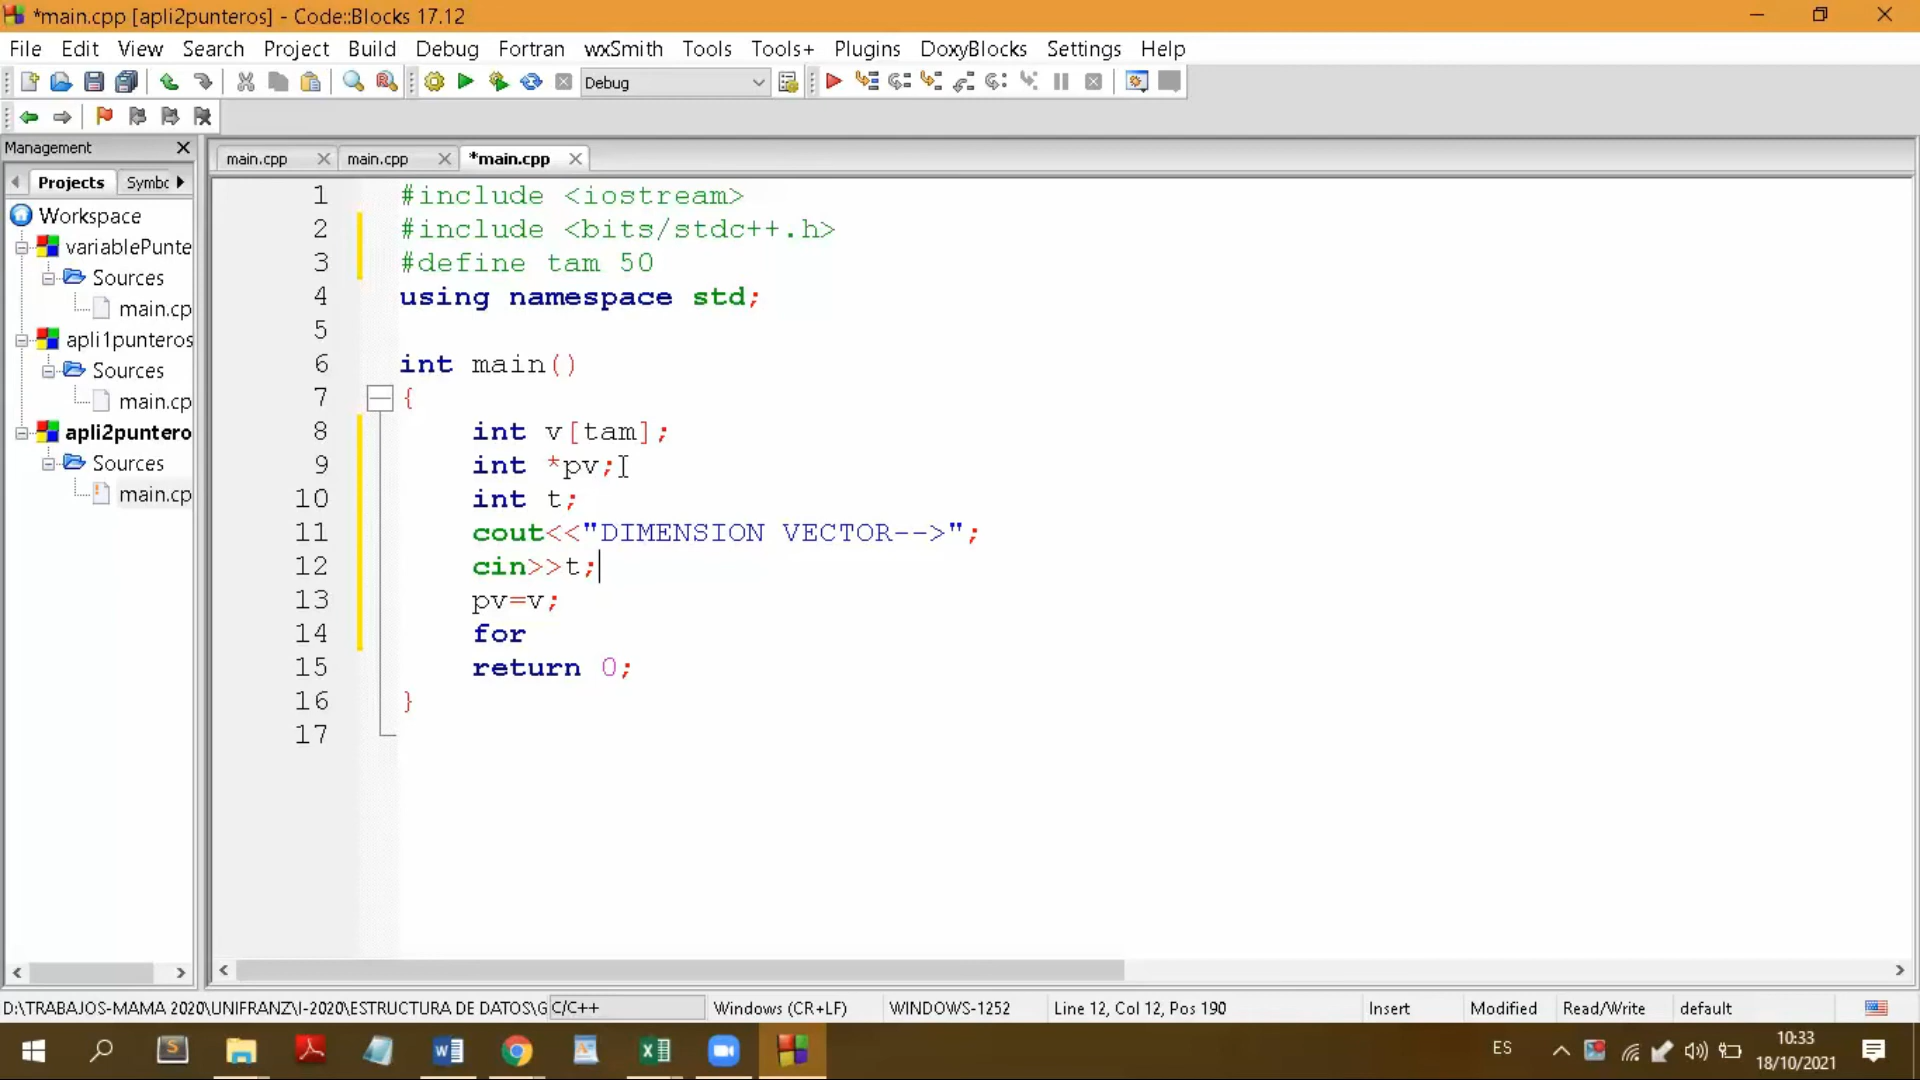 *main.cpp [apli2punteros] - Code::Blocks 17.12
File Edit View Search Project Build Debug Fortran wxSmith Tools Tools+ Plugins DoxyBlocks Settings Help
Debug
Management
main.cpp main.cpp *main.cpp
Projects Symbc
Workspace
variablePunte
Sources
main.cp
apli1punteros
Sources
main.cp
apli2puntero
Sources
main.cp
1 #include <iostream>
2 #include <bits/stdc++.h>
3 #define tam 50
4 using namespace std;
5
6 int main()
7 {
8 int v[tam];
9 int *pv;
10 int t;
11 cout<<"DIMENSION VECTOR-->";
12 cin>>t;
13 pv=v;
14 for
15 return 0;
16 }
17
D:\TRABAJOS-MAMA 2020\UNIFRANZ\I-2020\ESTRUCTURA DE DATOS\G C/C++ Windows (CR+LF) WINDOWS-1252 Line 12, Col 12, Pos 190 Insert Modified Read/Write default
ES
10:33
18/10/2021